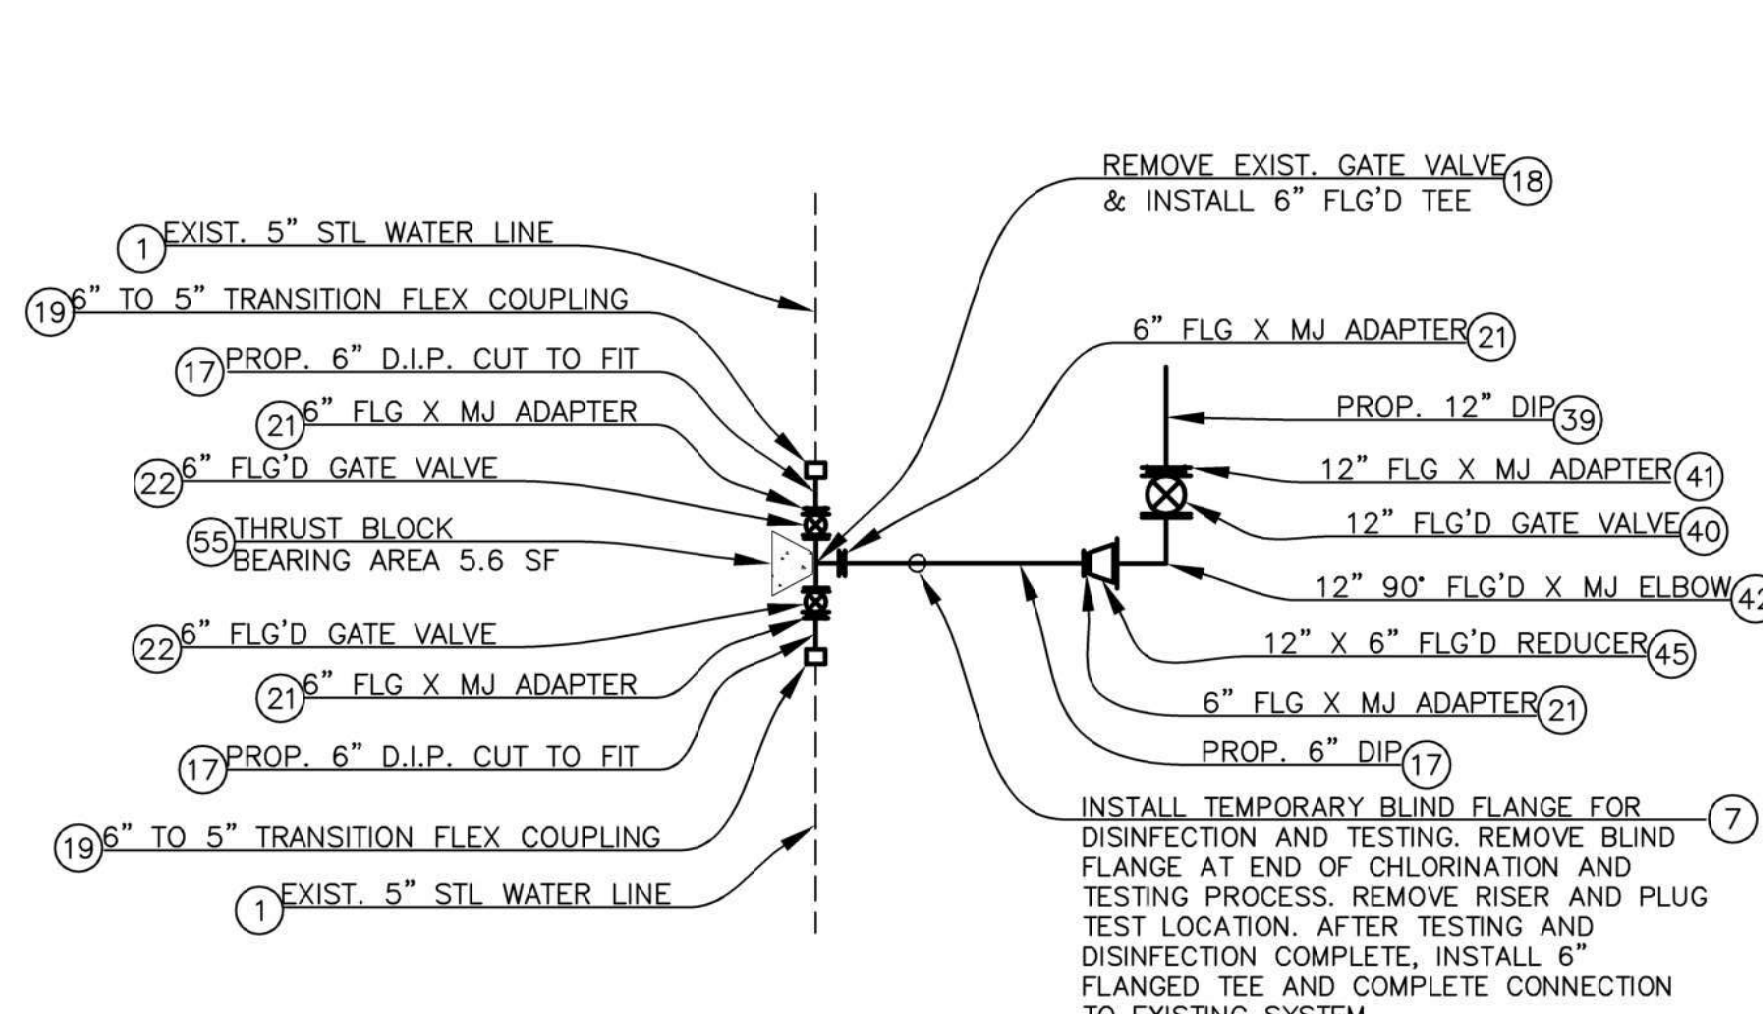 REMOVE EXIST. GATE VALVE 18
& INSTALL 6” FLG'D TEE
1 EXIST. 5” STL WATER LINE
19 6” TO 5” TRANSITION FLEX COUPLING
17 PROP. 6” D.I.P. CUT TO FIT
21 6” FLG X MJ ADAPTER
22 6” FLG'D GATE VALVE
55 THRUST BLOCK
BEARING AREA 5.6 SF
22 6” FLG'D GATE VALVE
21 6” FLG X MJ ADAPTER
17 PROP. 6” D.I.P. CUT TO FIT
19 6” TO 5” TRANSITION FLEX COUPLING
1 EXIST. 5” STL WATER LINE
6” FLG X MJ ADAPTER 21
PROP. 12” DIP 39
12” FLG X MJ ADAPTER 41
12” FLG'D GATE VALVE 40
12” 90° FLG'D X MJ ELBOW 42
12” X 6” FLG'D REDUCER 45
6” FLG X MJ ADAPTER 21
PROP. 6” DIP 17
INSTALL TEMPORARY BLIND FLANGE FOR 7
DISINFECTION AND TESTING. REMOVE BLIND
FLANGE AT END OF CHLORINATION AND
TESTING PROCESS. REMOVE RISER AND PLUG
TEST LOCATION. AFTER TESTING AND
DISINFECTION COMPLETE, INSTALL 6”
FLANGED TEE AND COMPLETE CONNECTION
TO EXISTING SYSTEM